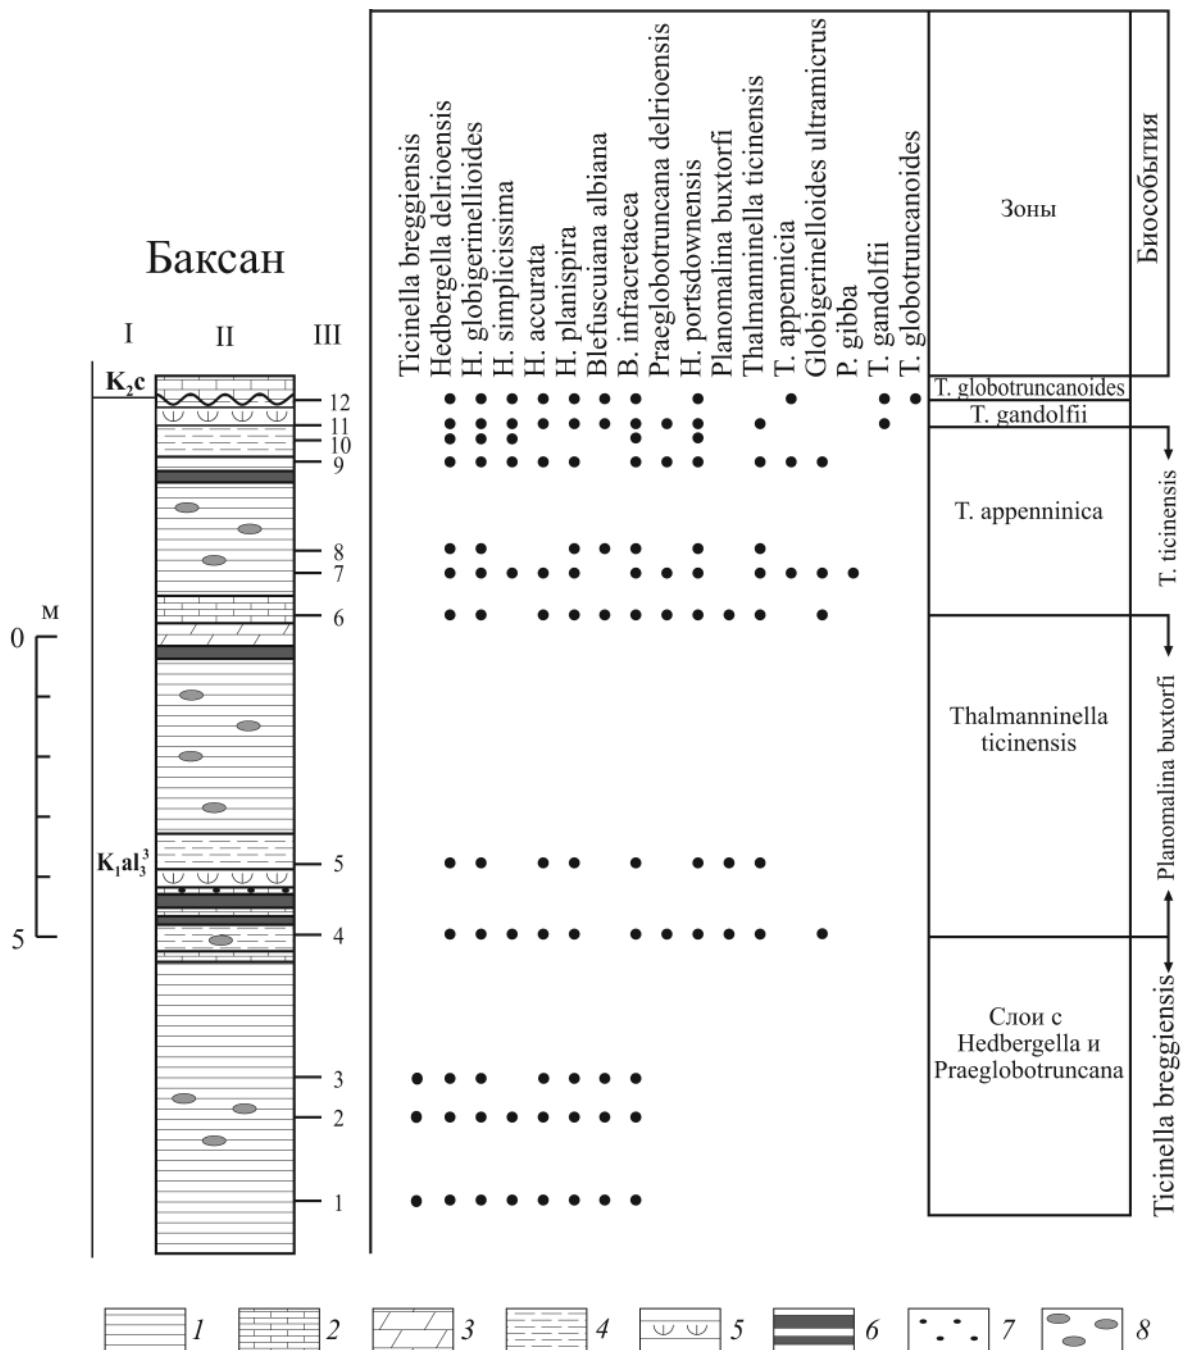 Баксан
I II III
Ticinella breggiensis
Hedbergella delrioensis
H. globigerinellioides
H. simplicissima
H. accurata
H. planispira
Blefuscuiana albiana
B. infracretacea
Praeglobotruncana delrioensis
H. portsdownensis
Planomalina buxtorfi
Thalmanninella ticinensis
T. appennicia
Globigerinelloides ultramicrus
P. gibba
T. gandolfii
T. globotruncanoides
Зоны
Биособытия
K₂c
12
11
10
9
8
7
6
5
4
3
2
1
м
0
5
K₁al₃³
T. globotruncanoides
T. gandolfii
T. appenninica
Thalmanninella
ticinensis
Слои с
Hedbergella и
Praeglobotruncana
T. ticinensis
Planomalina buxtorfi
Ticinella breggiensis
1 2 3 4 5 6 7 8